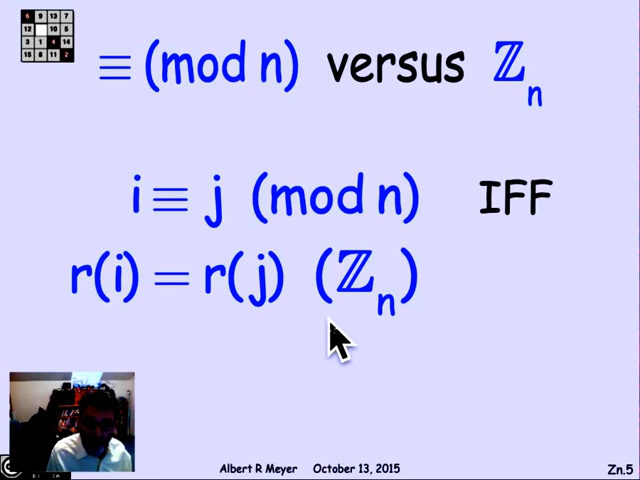 ≡ (mod n) versus ℤn
i ≡ j (mod n) IFF
r(i) = r(j) (ℤn)
Albert R Meyer October 13, 2015
Zn.5